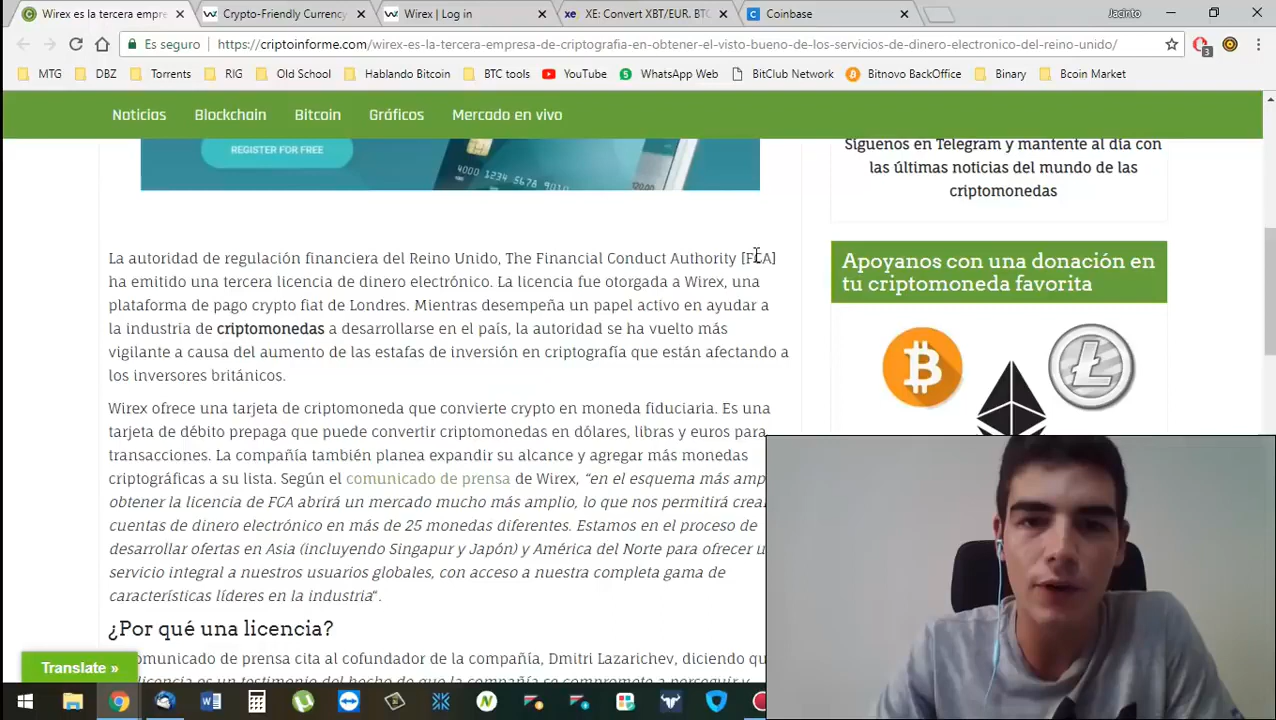 Wirex es la tercera empre
Crypto-Friendly Currency
Wirex | Log in
XE: Convert XBT/EUR. BTC
Coinbase
Jacinto
Es seguro
https://criptoinforme.com/wirex-es-la-tercera-empresa-de-criptografia-en-obtener-el-visto-bueno-de-los-servicios-de-dinero-electronico-del-reino-unido/
3
MTG
DBZ
Torrents
RIG
Old School
Hablando Bitcoin
BTC tools
YouTube
WhatsApp Web
BitClub Network
Bitnovo BackOffice
Binary
Bcoin Market
Noticias
Blockchain
Bitcoin
Gráficos
Mercado en vivo
REGISTER FOR FREE
4000 1234 5678 9010
La autoridad de regulación financiera del Reino Unido, The Financial Conduct Authority [FCA]
ha emitido una tercera licencia de dinero electrónico. La licencia fue otorgada a Wirex, una
plataforma de pago crypto fiat de Londres. Mientras desempeña un papel activo en ayudar a
la industria de criptomonedas a desarrollarse en el país, la autoridad se ha vuelto más
vigilante a causa del aumento de las estafas de inversión en criptografía que están afectando a
los inversores británicos.
Wirex ofrece una tarjeta de criptomoneda que convierte crypto en moneda fiduciaria. Es una
tarjeta de débito prepaga que puede convertir criptomonedas en dólares, libras y euros para
transacciones. La compañía también planea expandir su alcance y agregar más monedas
criptográficas a su lista. Según el comunicado de prensa de Wirex, “en el esquema más amp
obtener la licencia de FCA abrirá un mercado mucho más amplio, lo que nos permitirá crea
cuentas de dinero electrónico en más de 25 monedas diferentes. Estamos en el proceso de
desarrollar ofertas en Asia (incluyendo Singapur y Japón) y América del Norte para ofrecer u
servicio integral a nuestros usuarios globales, con acceso a nuestra completa gama de
características líderes en la industria“.
¿Por qué una licencia?
omunicado de prensa cita al cofundador de la compañía, Dmitri Lazarichev, diciendo qu
Translate »
Síguenos en Telegram y mantente al día con
las últimas noticias del mundo de las
criptomonedas
Apoyanos con una donación en
tu criptomoneda favorita